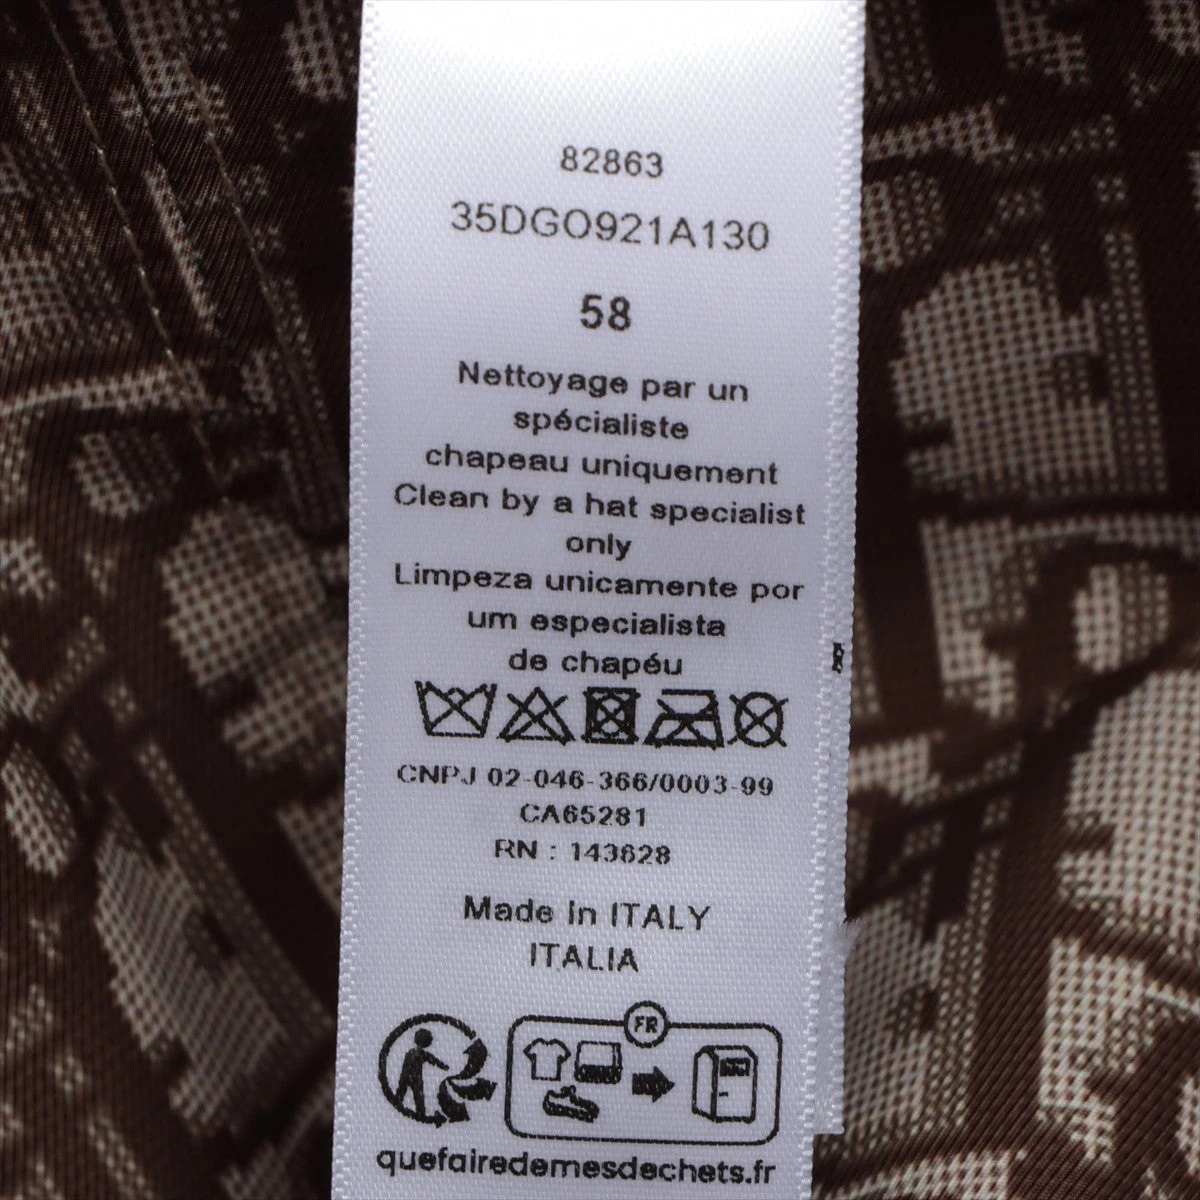 82863
35DGO921A130
58
Nettoyage par un
spécialiste
chapeau uniquement
Clean by a hat specialist
only
Limpeza unicamente por
um especialista
de chapéu
CNPJ 02-046-366/0003-99
CA65281
RN : 143628
Made In ITALY
ITALIA
FR
quefairedemesdechets.fr